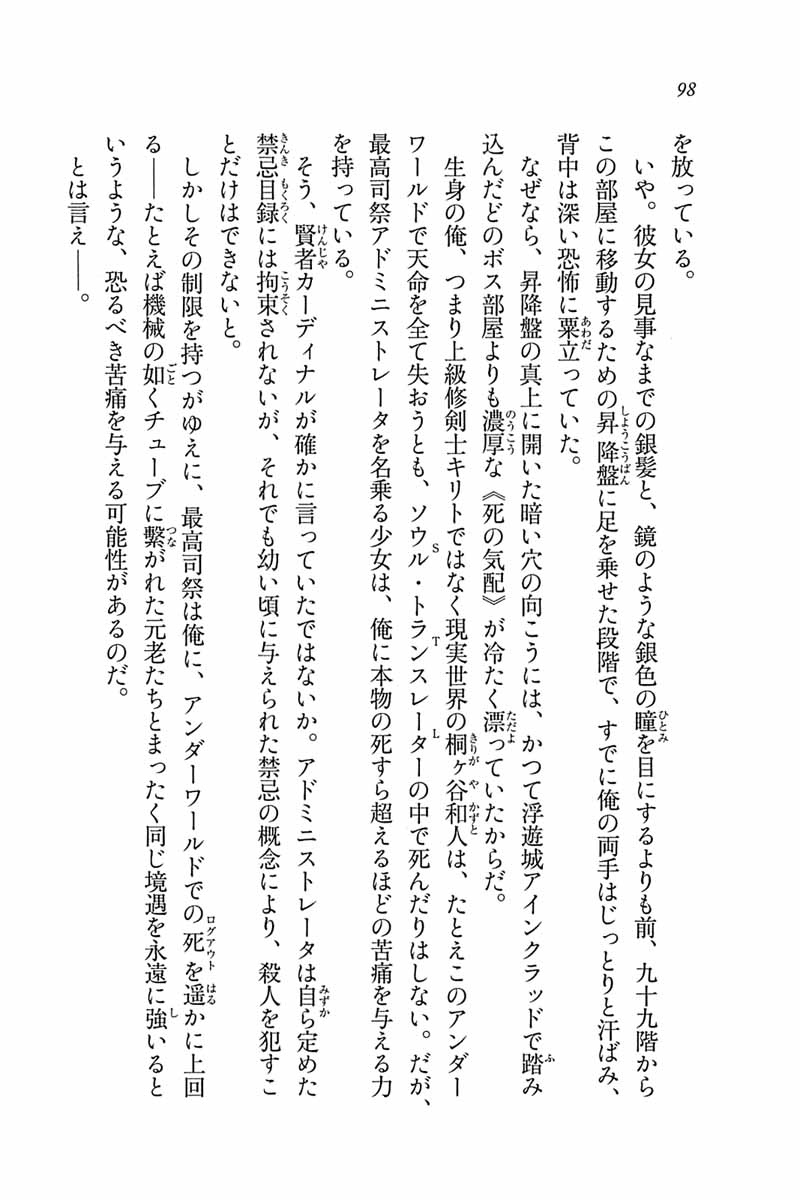 98
を放っている。
　いや。彼女の見事なまでの銀髪と、鏡のような銀色の瞳を目にするよりも前、九十九階から
この部屋に移動するための昇降盤に足を乗せた段階で、すでに俺の両手はじっとりと汗ばみ、
背中は深い恐怖に粟立っていた。
　なぜなら、昇降盤の真上に開いた暗い穴の向こうには、かつて浮遊城アインクラッドで踏み
込んだどのボス部屋よりも濃厚な《死の気配》が冷たく漂っていたからだ。
　生身の俺、つまり上級修剣士キリトではなく現実世界の桐ヶ谷和人は、たとえこのアンダー
ワールドで天命を全て失おうとも、ソウル・トランスレーターの中で死んだりはしない。だが、
最高司祭アドミニストレータを名乗る少女は、俺に本物の死すら超えるほどの苦痛を与える力
を持っている。
　そう、賢者カーディナルが確かに言っていたではないか。アドミニストレータは自ら定めた
禁忌目録には拘束されないが、それでも幼い頃に与えられた禁忌の概念により、殺人を犯すこ
とだけはできないと。
　しかしその制限を持つがゆえに、最高司祭は俺に、アンダーワールドでの死を遥かに上回
る――たとえば機械の如くチューブに繋がれた元老たちとまったく同じ境遇を永遠に強いると
いうような、恐るべき苦痛を与える可能性があるのだ。
　とは言え――。